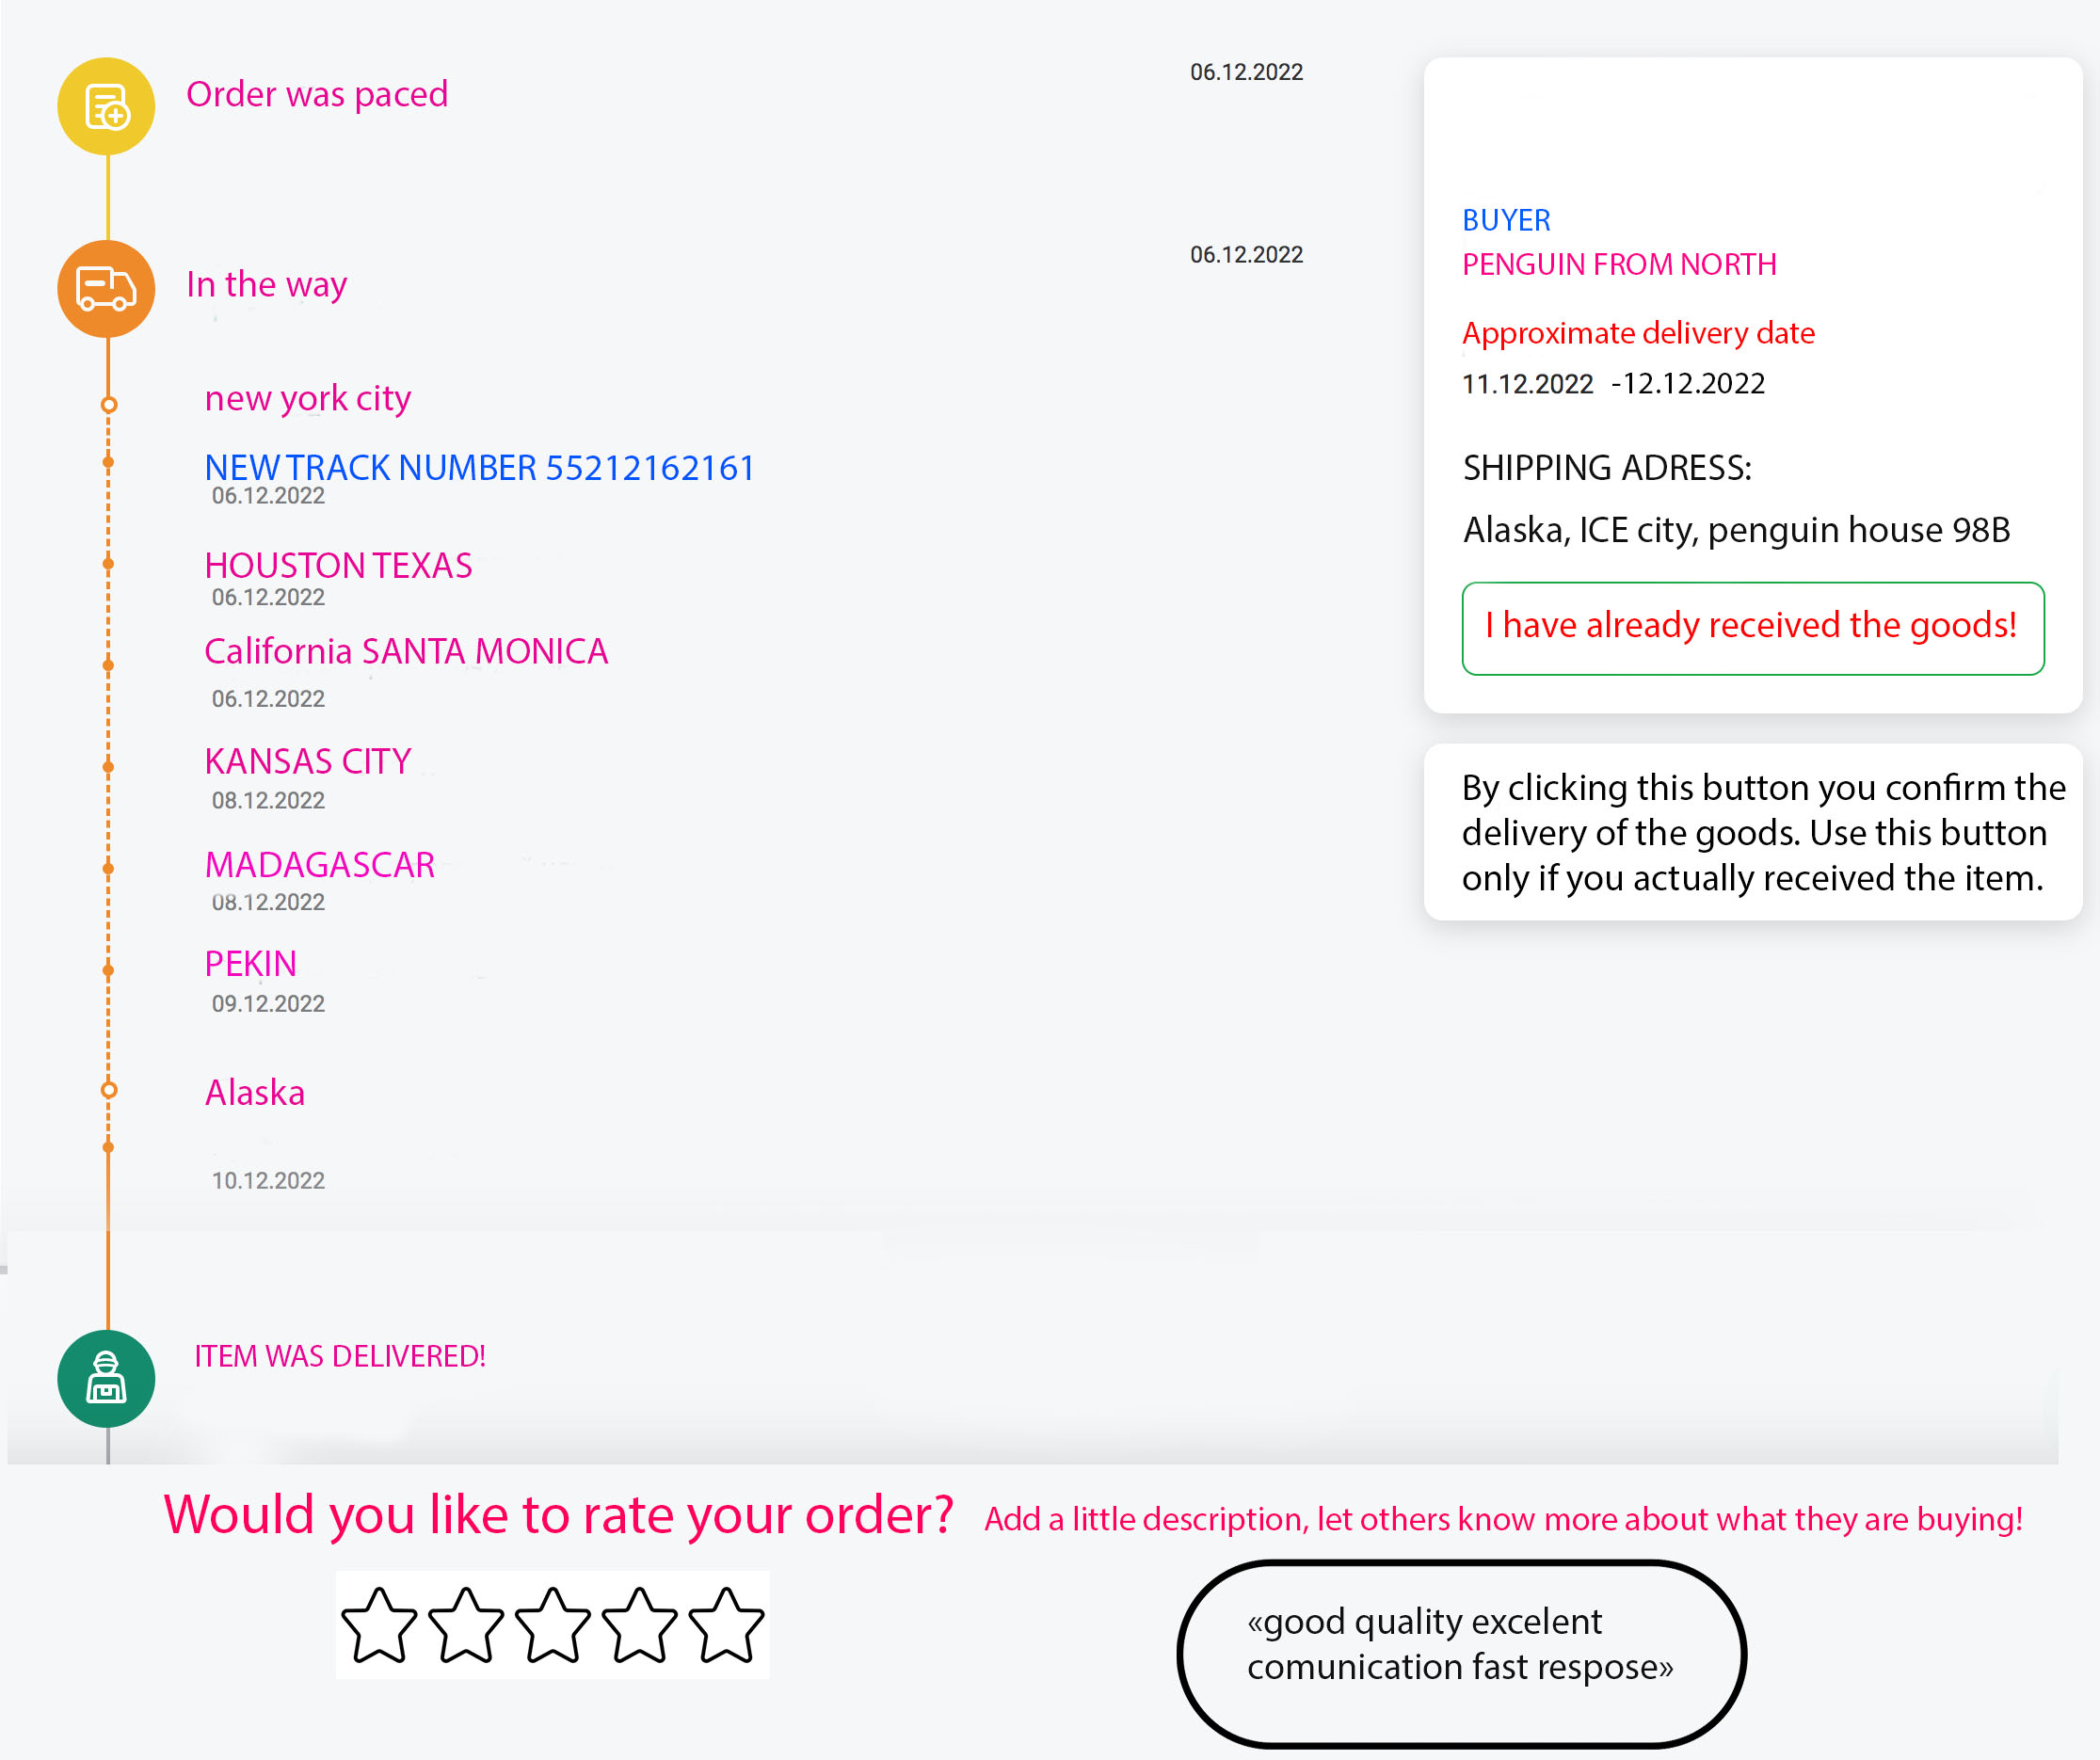 Order was paced
06.12.2022
In the way
06.12.2022
new york city
NEW TRACK NUMBER 55212162161
06.12.2022
HOUSTON TEXAS
06.12.2022
California SANTA MONICA
06.12.2022
KANSAS CITY
08.12.2022
MADAGASCAR
08.12.2022
PEKIN
09.12.2022
Alaska
10.12.2022
ITEM WAS DELIVERED!
BUYER
PENGUIN FROM NORTH
Approximate delivery date
11.12.2022 -12.12.2022
SHIPPING ADRESS:
Alaska, ICE city, penguin house 98B
I have already received the goods!
By clicking this button you confirm the
delivery of the goods. Use this button
only if you actually received the item.
Would you like to rate your order?
Add a little description, let others know more about what they are buying!
«good quality excelent
comunication fast respose»